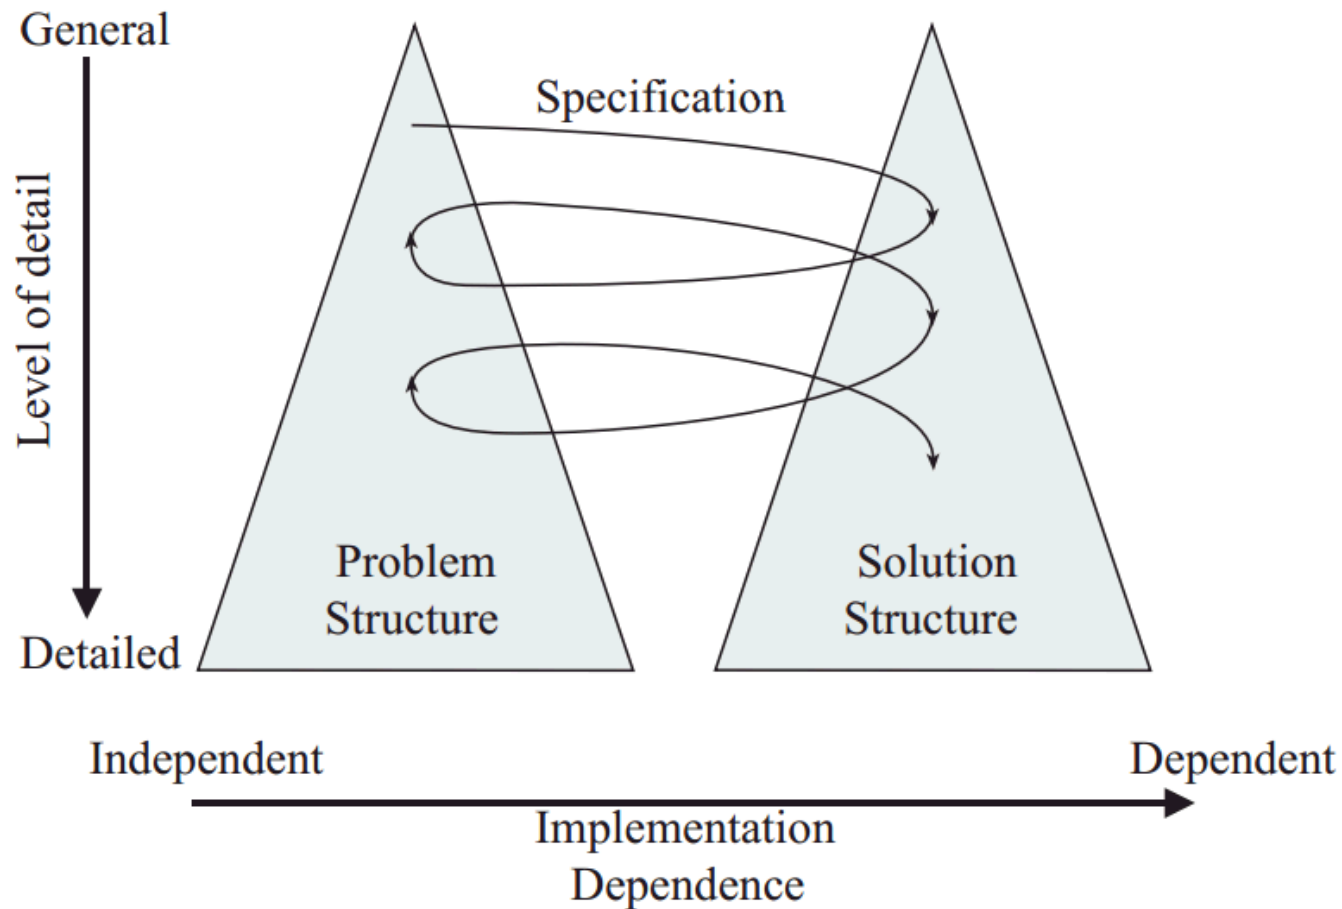 General
Specification
Level of detail
Problem
Structure
Solution
Structure
Detailed
Independent
Dependent
Implementation
Dependence